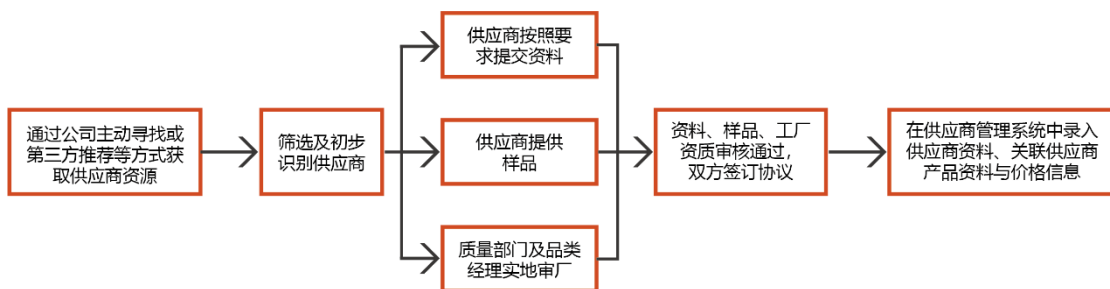 通过公司主动寻找或
第三方推荐等方式获
取供应商资源
筛选及初步
识别供应商
供应商按照要
求提交资料
供应商提供
样品
质量部门及品类
经理实地审厂
资料、样品、工厂
资质审核通过，
双方签订协议
在供应商管理系统中录入
供应商资料、关联供应商
产品资料与价格信息